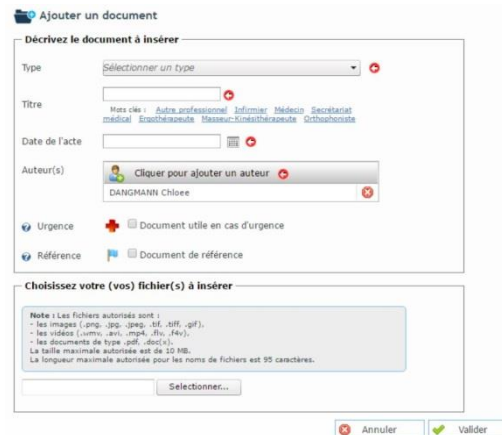 Ajouter un document
Décrivez le document à insérer
Type
Sélectionner un type
Titre
Mots clés : Autre professionnel Infirmier Médecin Secrétariat
médical Ergothérapeute Masseur-Kinésithérapeute Orthophoniste
Date de l'acte
Auteur(s)
Cliquer pour ajouter un auteur
DANGMANN Chloee
Urgence
Document utile en cas d'urgence
Référence
Document de référence
Choisissez votre (vos) fichier(s) à insérer
Note : Les fichiers autorisés sont :
- les images (.png, .jpg, .jpeg, .tif, .tiff, .gif).
- les vidéos (.wmv, .avi, .mp4, .flv, .f4v).
- les documents de type .pdf, .doc(x).
La taille maximale autorisée est de 10 MB.
La longueur maximale autorisée pour les noms de fichiers est 95 caractères.
Selectionner...
Annuler
Valider